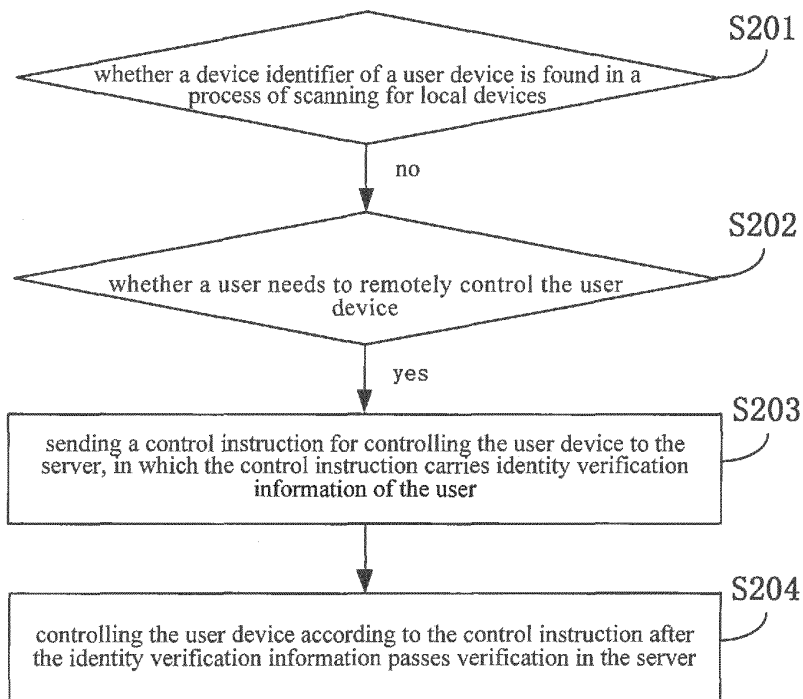 S201
whether a device identifier of a user device is found in a
process of scanning for local devices
no
S202
whether a user needs to remotely control the user
device
yes
S203
sending a control instruction for controlling the user device to the
server, in which the control instruction carries identity verification
information of the user
S204
controlling the user device according to the control instruction after
the identity verification information passes verification in the server